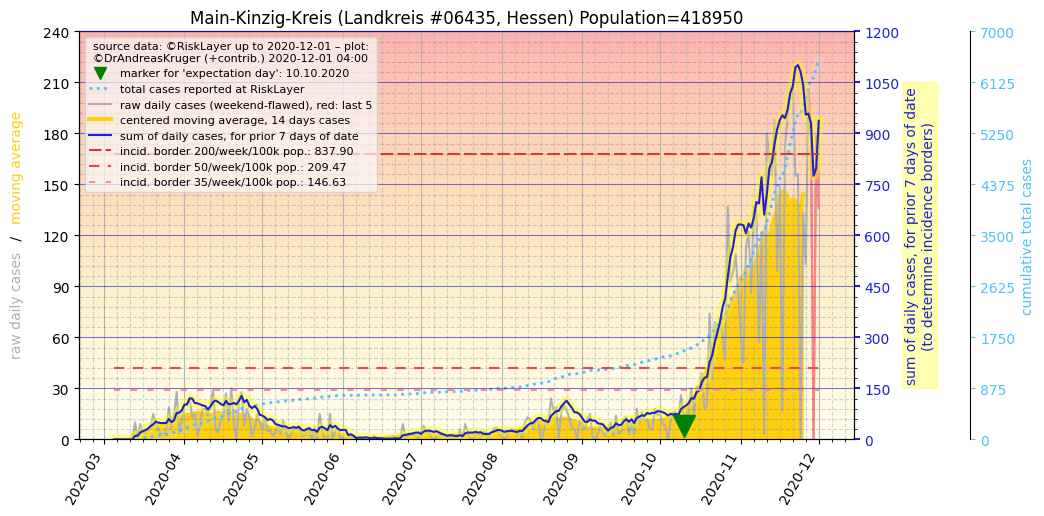 Main-Kinzig-Kreis (Landkreis #06435, Hessen) Population=418950
source data: ©RiskLayer up to 2020-12-01 – plot:
©DrAndreasKruger (+contrib.) 2020-12-01 04:00
marker for 'expectation day': 10.10.2020
total cases reported at RiskLayer
raw daily cases (weekend-flawed), red: last 5
centered moving average, 14 days cases
sum of daily cases, for prior 7 days of date
incid. border 200/week/100k pop.: 837.90
incid. border 50/week/100k pop.: 209.47
incid. border 35/week/100k pop.: 146.63
raw daily cases / moving average
240
210
180
150
120
90
60
30
0
1200
1050
900
750
600
450
300
150
0
sum of daily cases, for prior 7 days of date
(to determine incidence borders)
7000
6125
5250
4375
3500
2625
1750
875
0
cumulative total cases
2020-03
2020-04
2020-05
2020-06
2020-07
2020-08
2020-09
2020-10
2020-11
2020-12